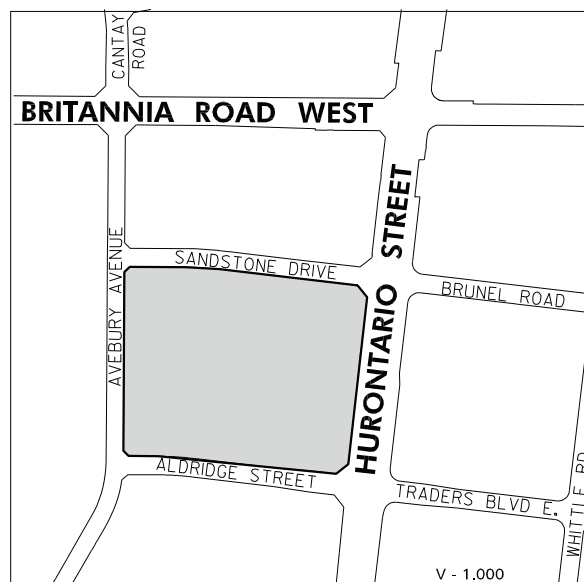 CANTAY
ROAD
BRITANNIA ROAD WEST
HURONTARIO STREET
AVEBURY AVENUE
SANDSTONE DRIVE
BRUNEL ROAD
ALDRIDGE STREET
TRADERS BLVD E.
WHITTLE RD
V - 1.000